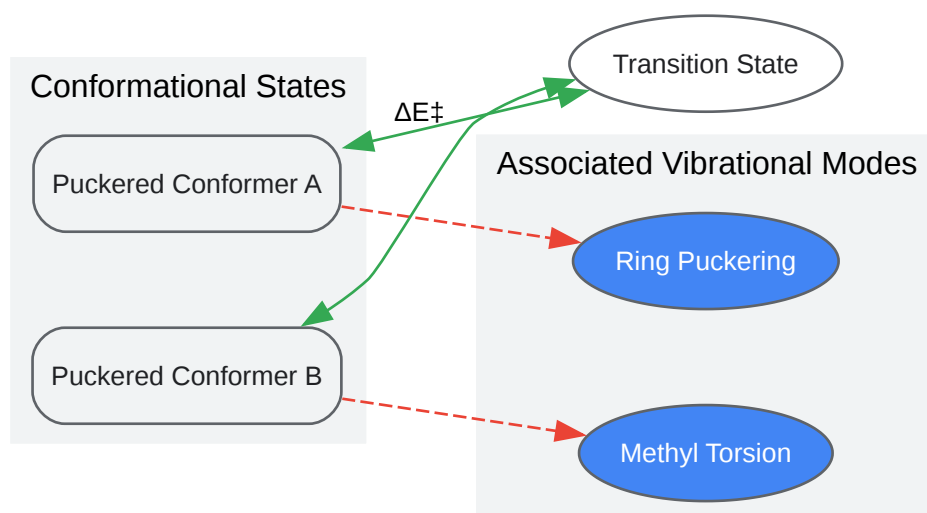 Transition State
Conformational States
ΔE‡
Puckered Conformer A
Associated Vibrational Modes
Ring Puckering
Puckered Conformer B
Methyl Torsion